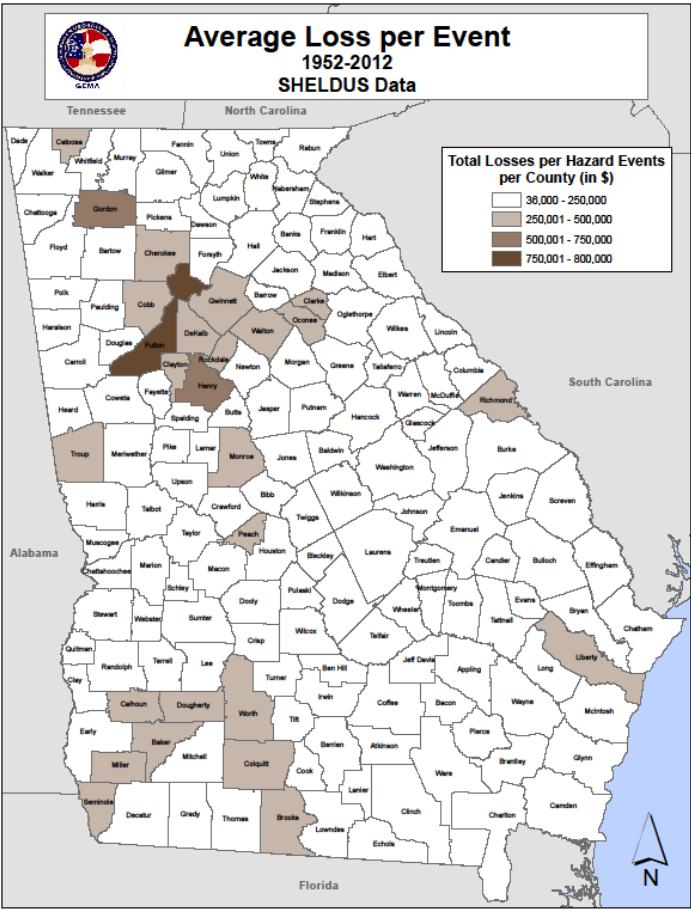 Average Loss per Event
1952-2012
SHELDUS Data
GEMA
Tennessee
North Carolina
Total Losses per Hazard Events
per County (in $)
36,000 - 250,000
250,001 - 500,000
500,001 - 750,000
750,001 - 800,000
Dade
Catoosa
Whitfield
Murray
Fannin
Union
Towns
Rabun
Walker
Gilmer
White
Habersham
Lumpkin
Stephens
Chattooga
Gordon
Pickens
Dawson
Banks
Franklin
Hart
Floyd
Bartow
Cherokee
Forsyth
Hall
Jackson
Madison
Elbert
Polk
Paulding
Cobb
Gwinnett
Barrow
Clarke
Oconee
Oglethorpe
Wilkes
Lincoln
Haralson
Douglas
Fulton
DeKalb
Walton
Carroll
Clayton
Rockdale
Newton
Morgan
Greene
Taliaferro
Columbia
McDuffie
Warren
Richmond
South Carolina
Heard
Coweta
Fayette
Henry
Spalding
Butts
Jasper
Putnam
Hancock
Glascock
Troup
Meriwether
Pike
Lamar
Monroe
Jones
Baldwin
Washington
Jefferson
Burke
Upson
Harris
Talbot
Crawford
Bibb
Wilkinson
Twiggs
Johnson
Jenkins
Screven
Emanuel
Alabama
Muscogee
Taylor
Peach
Houston
Bleckley
Laurens
Treutlen
Candler
Bulloch
Effingham
Chattahoochee
Marion
Macon
Schley
Pulaski
Dodge
Montgomery
Wheeler
Toombs
Evans
Tattnall
Bryan
Chatham
Stewart
Webster
Sumter
Dooly
Wilcox
Telfair
Crisp
Quitman
Randolph
Terrell
Lee
Turner
Ben Hill
Jeff Davis
Appling
Long
Liberty
Clay
Calhoun
Dougherty
Worth
Tift
Irwin
Coffee
Bacon
Wayne
McIntosh
Early
Baker
Mitchell
Colquitt
Berrien
Atkinson
Pierce
Brantley
Glynn
Miller
Cook
Ware
Lanier
Seminole
Decatur
Grady
Thomas
Brooks
Lowndes
Clinch
Echols
Charlton
Camden
Florida
N